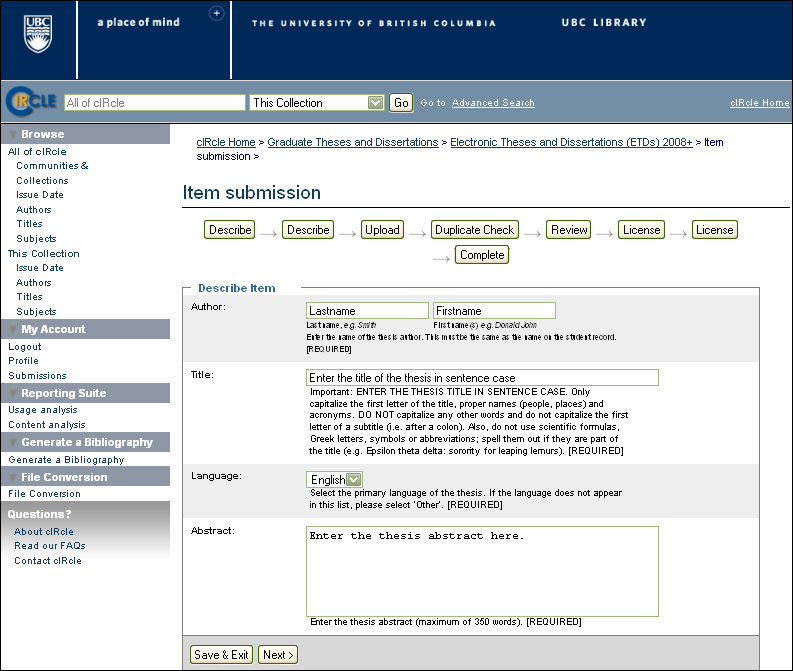 UBC
a place of mind
THE UNIVERSITY OF BRITISH COLUMBIA
UBC LIBRARY
cIRcle
All of cIRcle
This Collection
Go
Go to Advanced Search
cIRcle Home
Browse
All of cIRcle
Communities &
Collections
Issue Date
Authors
Titles
Subjects
This Collection
Issue Date
Authors
Titles
Subjects
My Account
Logout
Profile
Submissions
Reporting Suite
Usage analysis
Content analysis
Generate a Bibliography
Generate a Bibliography
File Conversion
File Conversion
Questions?
About cIRcle
Read our FAQs
Contact cIRcle
cIRcle Home > Graduate Theses and Dissertations > Electronic Theses and Dissertations (ETDs) 2008+ > Item
submission >
Item submission
Describe → Describe → Upload → Duplicate Check → Review → License → License
→ Complete
Describe Item
Author:
Lastname
Firstname
Last name, e.g. Smith
First name(s) e.g. Donald John
Enter the name of the thesis author. This must be the same as the name on the student record.
[REQUIRED]
Title:
Enter the title of the thesis in sentence case
Important: ENTER THE THESIS TITLE IN SENTENCE CASE. Only
capitalize the first letter of the title, proper names (people, places) and
acronyms. DO NOT capitalize any other words and do not capitalize the first
letter of a subtitle (i.e. after a colon). Also, do not use scientific formulas,
Greek letters, symbols or abbreviations; spell them out if they are part of
the title (e.g. Epsilon theta delta: sorority for leaping lemurs). [REQUIRED]
Language:
English
Select the primary language of the thesis. If the language does not appear
in this list, please select 'Other'. [REQUIRED]
Abstract:
Enter the thesis abstract here.
Enter the thesis abstract (maximum of 350 words). [REQUIRED]
Save & Exit
Next >